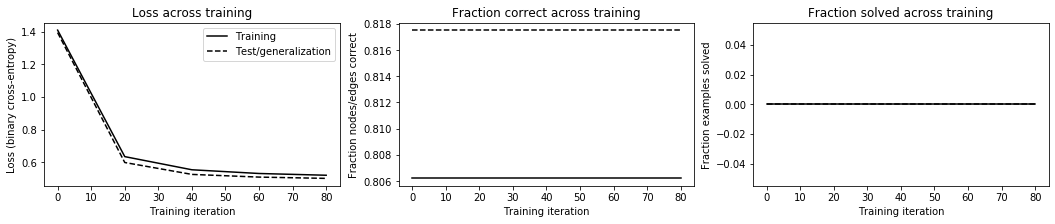 Loss across training
Loss (binary cross-entropy)
1.4
1.2
1.0
0.8
0.6
Training
Test/generalization
0 10 20 30 40 50 60 70 80
Training iteration
Fraction correct across training
Fraction nodes/edges correct
0.818
0.816
0.814
0.812
0.810
0.808
0.806
0 10 20 30 40 50 60 70 80
Training iteration
Fraction solved across training
Fraction examples solved
0.04
0.02
0.00
−0.02
−0.04
0 10 20 30 40 50 60 70 80
Training iteration